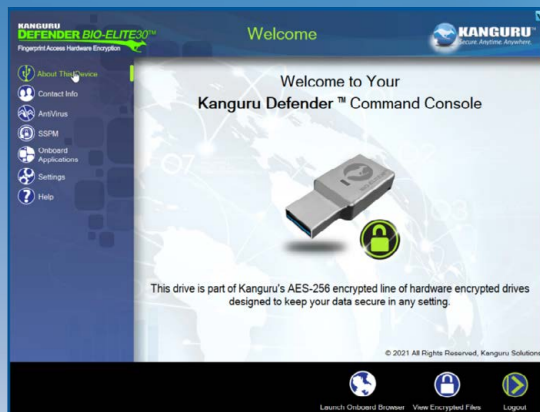 KANGURU
DEFENDER BIO-ELITE30™
Fingerprint Access Hardware Encryption
Welcome
KANGURU™
Secure. Anytime. Anywhere.
About This Device
Contact Info
AntiVirus
SSPM
Onboard
Applications
Settings
Help
Welcome to Your
Kanguru Defender ™ Command Console
This drive is part of Kanguru's AES-256 encrypted line of hardware encrypted drives
designed to keep your data secure in any setting.
© 2021 All Rights Reserved, Kanguru Solutions
Launch Onboard Browser
View Encrypted Files
Logout